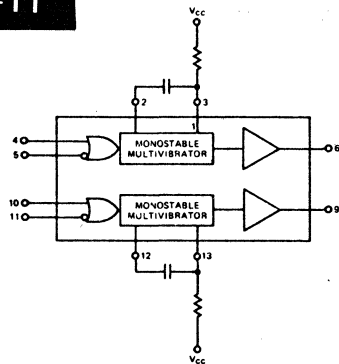 VCC
2
3
1
4
5
MONOSTABLE
MULTIVIBRATOR
6
10
11
MONOSTABLE
MULTIVIBRATOR
9
12
13
VCC